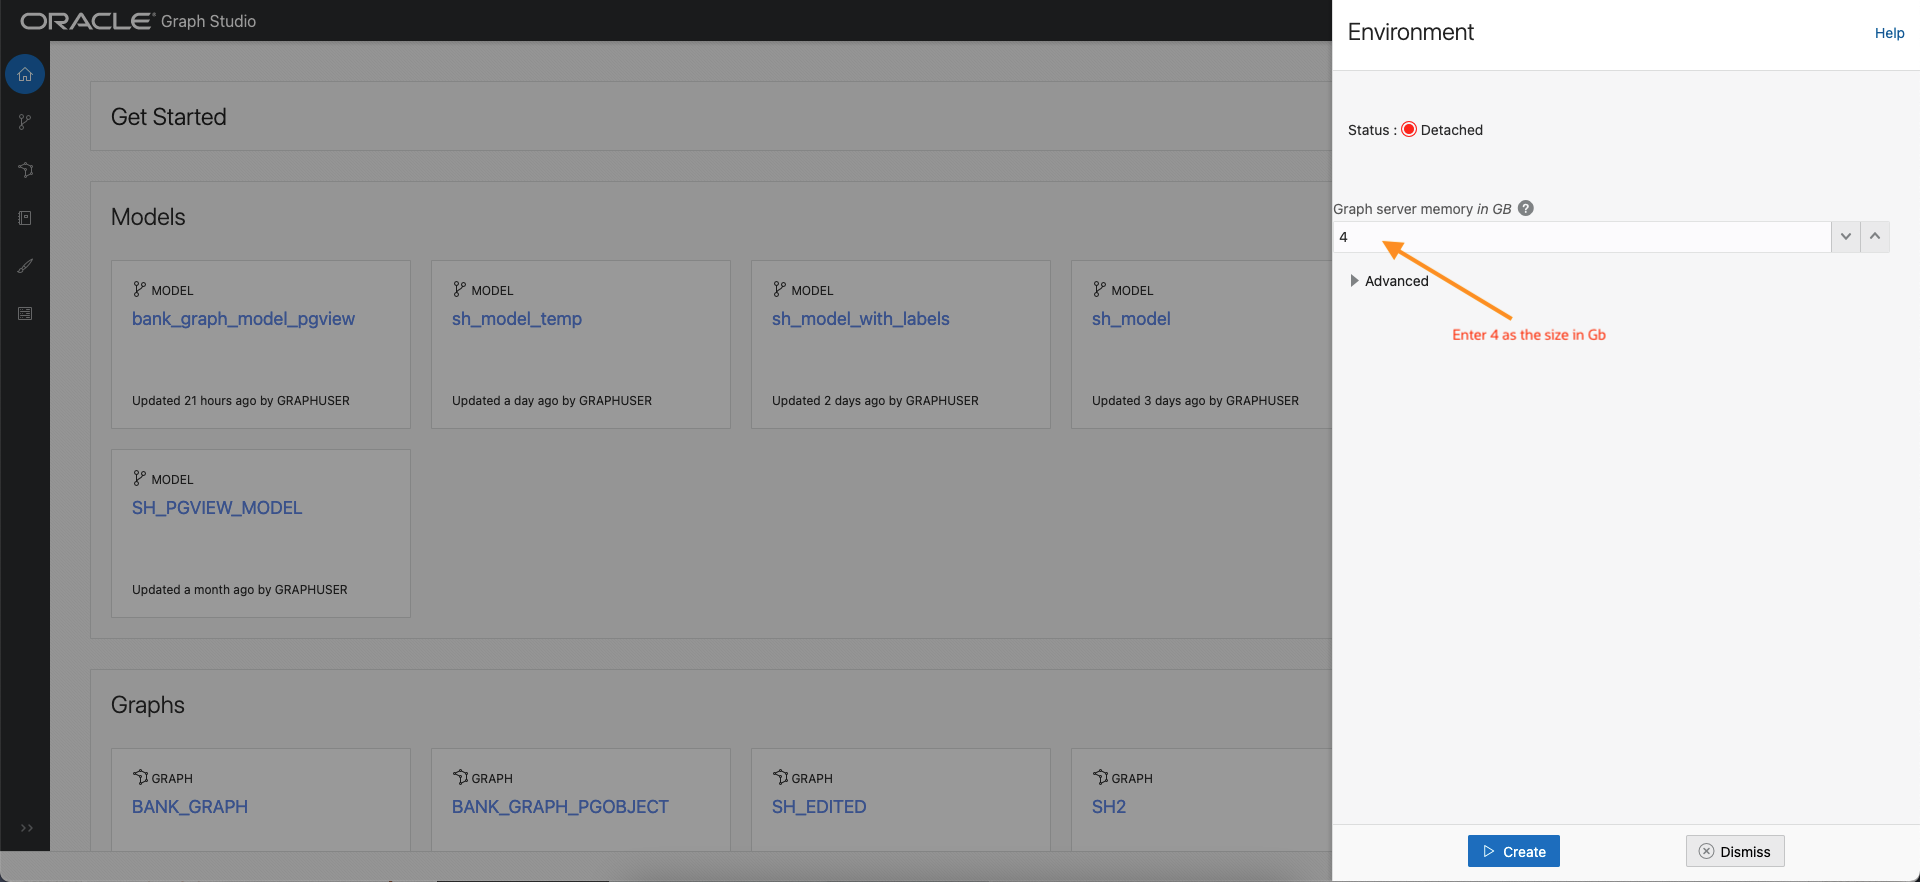 ORACLE® Graph Studio
Get Started
Models
MODEL
bank_graph_model_pgview
Updated 21 hours ago by GRAPHUSER
MODEL
sh_model_temp
Updated a day ago by GRAPHUSER
MODEL
sh_model_with_labels
Updated 2 days ago by GRAPHUSER
MODEL
sh_model
Updated 3 days ago by GRAPHUSER
MODEL
SH_PGVIEW_MODEL
Updated a month ago by GRAPHUSER
Graphs
GRAPH
BANK_GRAPH
GRAPH
BANK_GRAPH_PGOBJECT
GRAPH
SH_EDITED
GRAPH
SH2
Environment
Help
Status : Detached
Graph server memory in GB ?
4
Advanced
Enter 4 as the size in Gb
Create
Dismiss